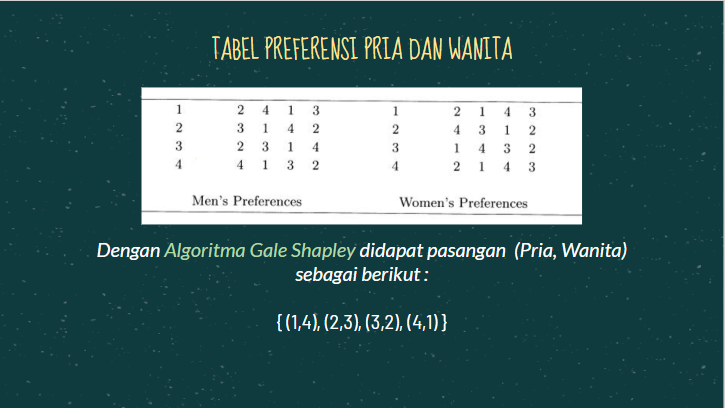 TABEL PREFERENSI PRIA DAN WANITA
1 2 4 1 3 1 2 1 4 3
2 3 1 4 2 2 4 3 1 2
3 2 3 1 4 3 1 4 3 2
4 4 1 3 2 4 2 1 4 3
Men's Preferences Women's Preferences
Dengan Algoritma Gale Shapley didapat pasangan (Pria, Wanita)
sebagai berikut :
{ (1,4), (2,3), (3,2), (4,1) }